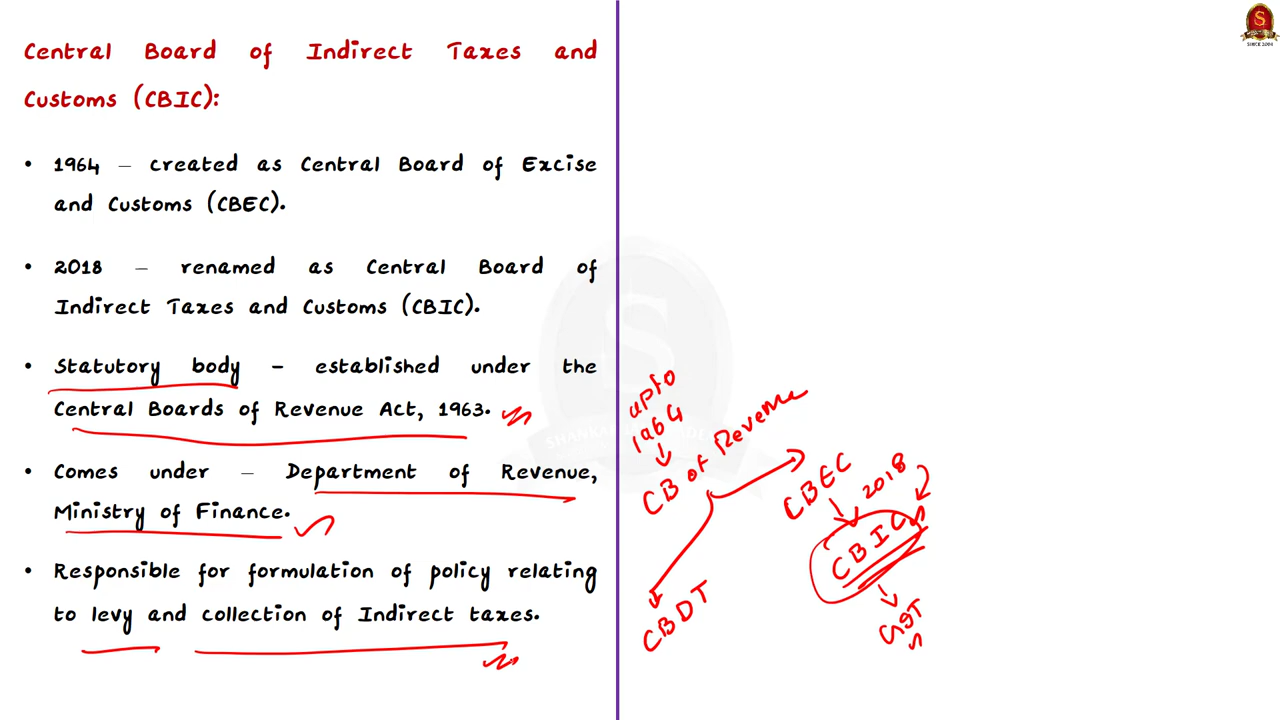 Central Board of Indirect Taxes and
Customs (CBIC):
• 1964 – created as Central Board of Excise
and Customs (CBEC).
• 2018 – renamed as Central Board of
Indirect Taxes and Customs (CBIC).
• Statutory body - established under the
Central Boards of Revenue Act, 1963.
• Comes under – Department of Revenue,
Ministry of Finance.
• Responsible for formulation of policy relating
to levy and collection of Indirect taxes.
upto
1964
CB of Revenue
CBEC
2018
CBIC
GST
CBDT
S
SINCE 2004